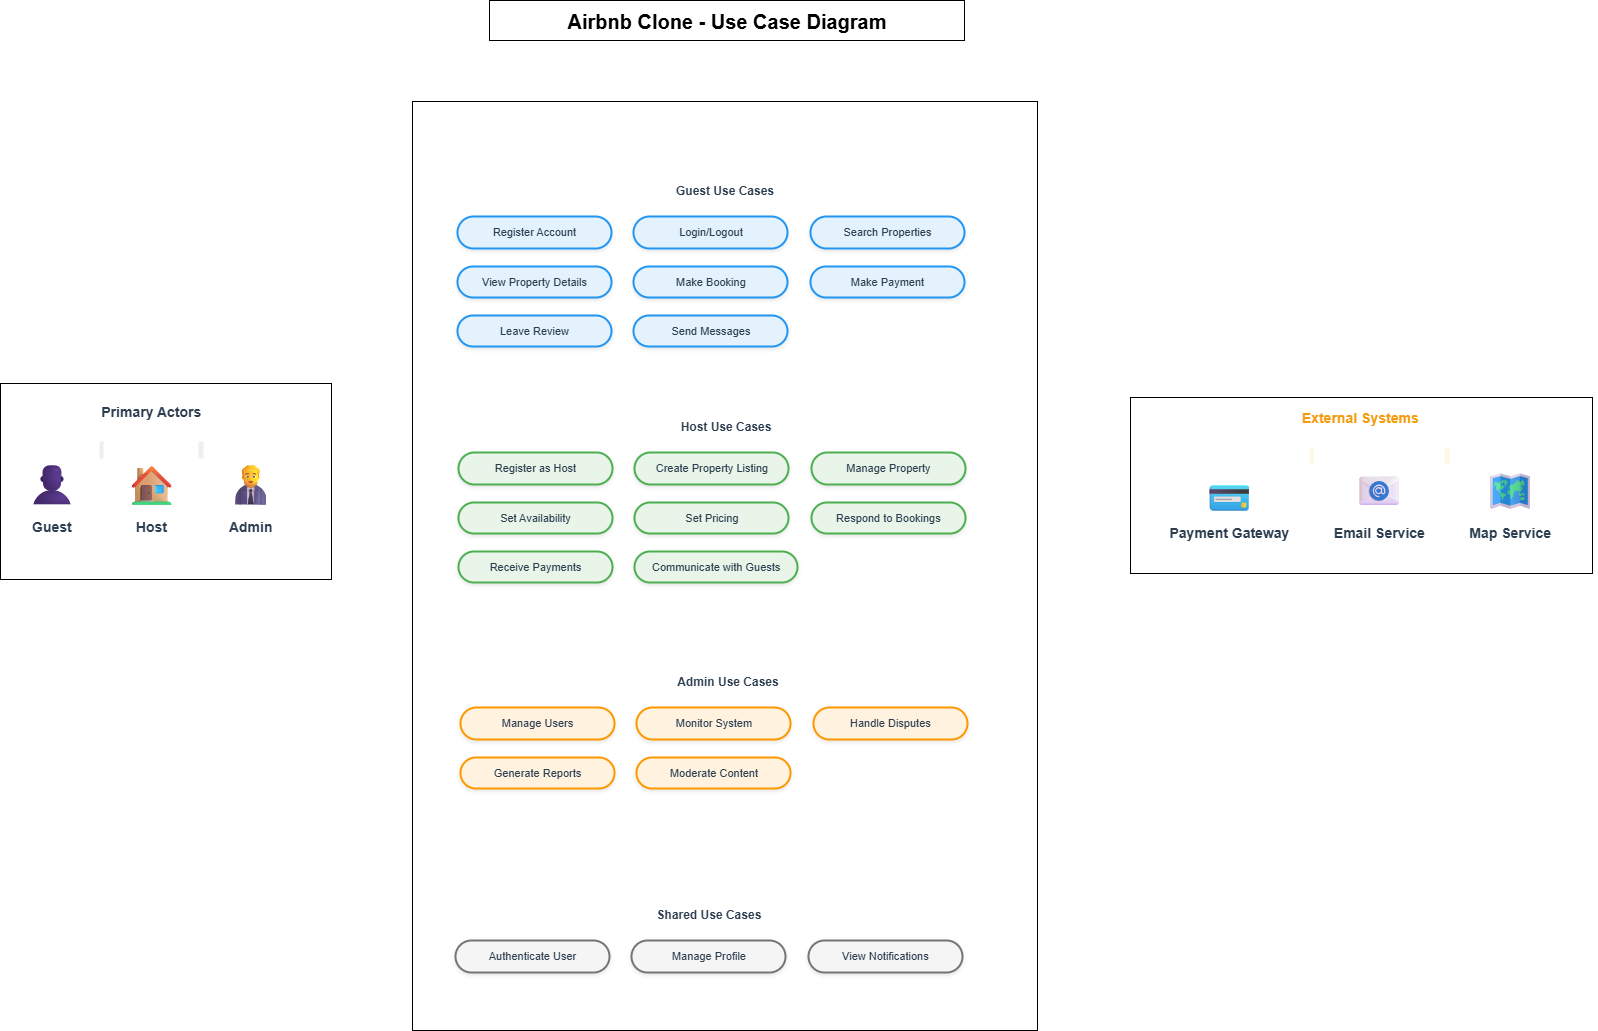 Airbnb Clone - Use Case Diagram
Guest Use Cases
Register Account
Login/Logout
Search Properties
View Property Details
Make Booking
Make Payment
Leave Review
Send Messages
Primary Actors
Guest
Host
Admin
Host Use Cases
Register as Host
Create Property Listing
Manage Property
Set Availability
Set Pricing
Respond to Bookings
Receive Payments
Communicate with Guests
External Systems
Payment Gateway
Email Service
Map Service
Admin Use Cases
Manage Users
Monitor System
Handle Disputes
Generate Reports
Moderate Content
Shared Use Cases
Authenticate User
Manage Profile
View Notifications